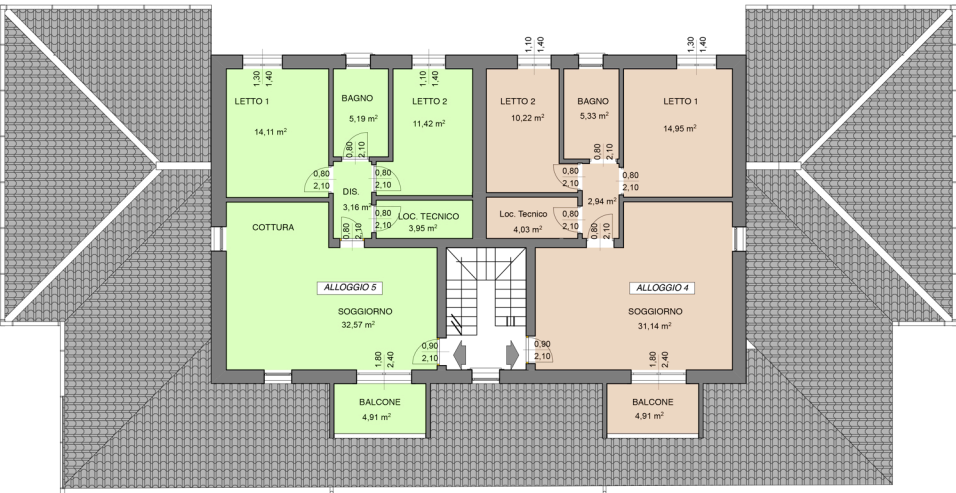 1,10
1,40
1,30
1,40
1,30
1,40
1,10
1,40
LETTO 1
14,11 m²
BAGNO
5,19 m²
LETTO 2
11,42 m²
LETTO 2
10,22 m²
BAGNO
5,33 m²
LETTO 1
14,95 m²
0,80
2,10
0,80
2,10
0,80
2,10
0,80
2,10
0,80
2,10
0,80
2,10
DIS.
3,16 m²
2,94 m²
0,80
2,10
LOC. TECNICO
3,95 m²
Loc. Tecnico
4,03 m²
0,80
2,10
0,80
2,10
0,80
2,10
COTTURA
ALLOGGIO 5
ALLOGGIO 4
SOGGIORNO
32,57 m²
SOGGIORNO
31,14 m²
0,90
2,10
0,90
2,10
1,80
2,40
1,80
2,40
BALCONE
4,91 m²
BALCONE
4,91 m²